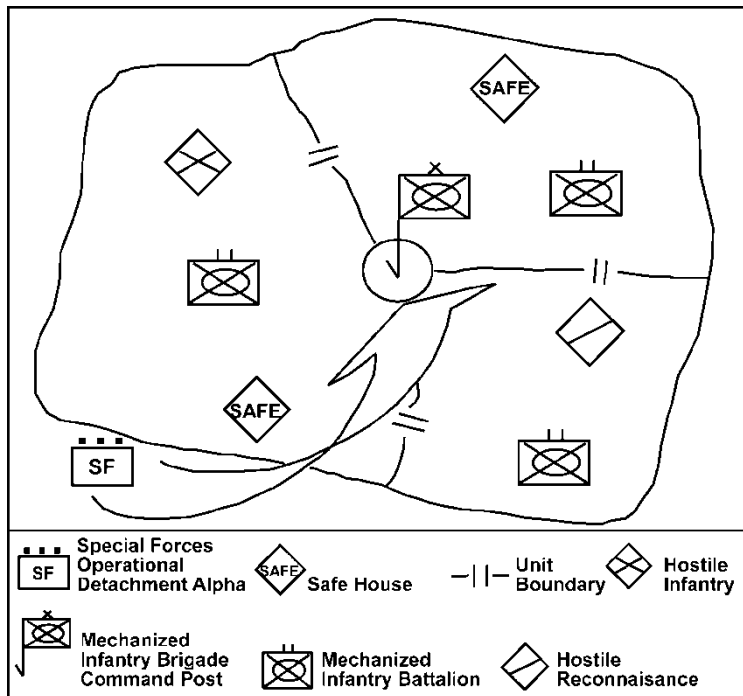 SAFE
SAFE
SF
SF
Special Forces
Operational
Detachment Alpha
SAFE
Safe House
Unit
Boundary
Hostile
Infantry
Mechanized
Infantry Brigade
Command Post
Mechanized
Infantry Battalion
Hostile
Reconnaisance